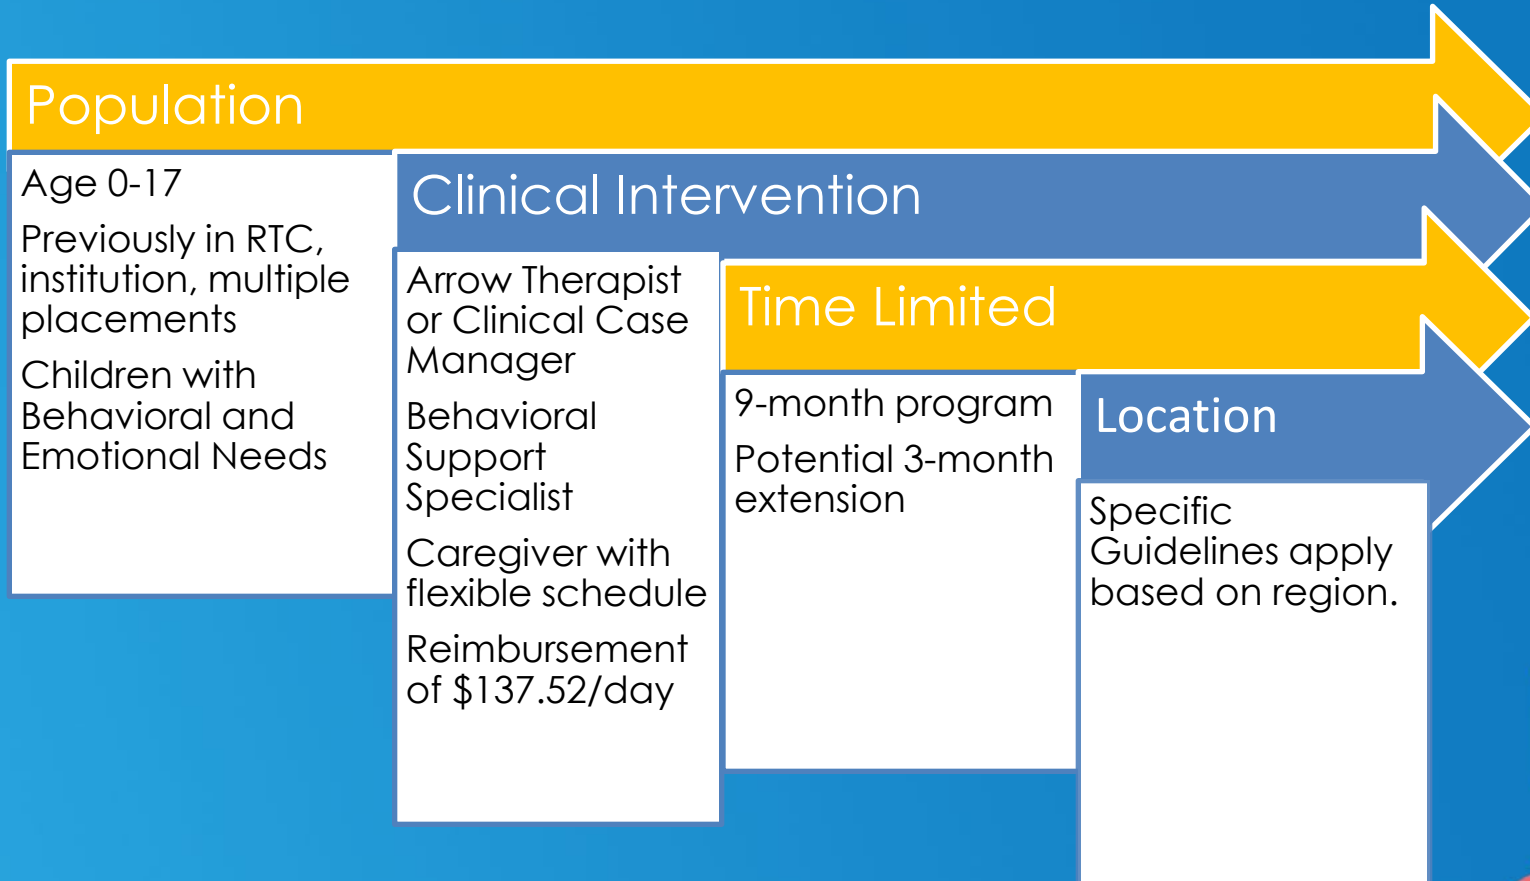 Population
Age 0-17
Previously in RTC,
institution, multiple
placements
Children with
Behavioral and
Emotional Needs
Clinical Intervention
Arrow Therapist
or Clinical Case
Manager
Behavioral
Support
Specialist
Caregiver with
flexible schedule
Reimbursement
of $137.52/day
Time Limited
9-month program
Potential 3-month
extension
Location
Specific
Guidelines apply
based on region.